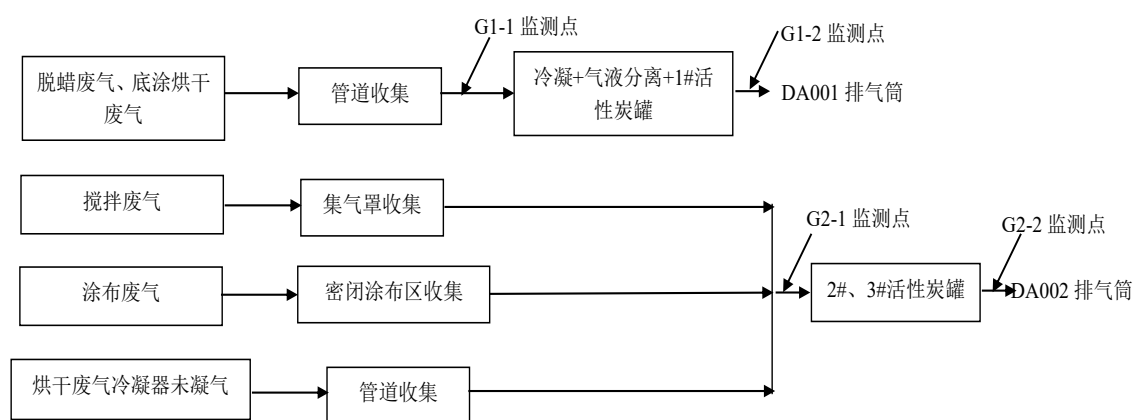 G1-1 监测点
G1-2 监测点
脱蜡废气、底涂烘干
废气
管道收集
冷凝+气液分离+1#活
性炭罐
DA001 排气筒
搅拌废气
集气罩收集
G2-1 监测点
G2-2 监测点
涂布废气
密闭涂布区收集
2#、3#活性炭罐
DA002 排气筒
烘干废气冷凝器未凝气
管道收集